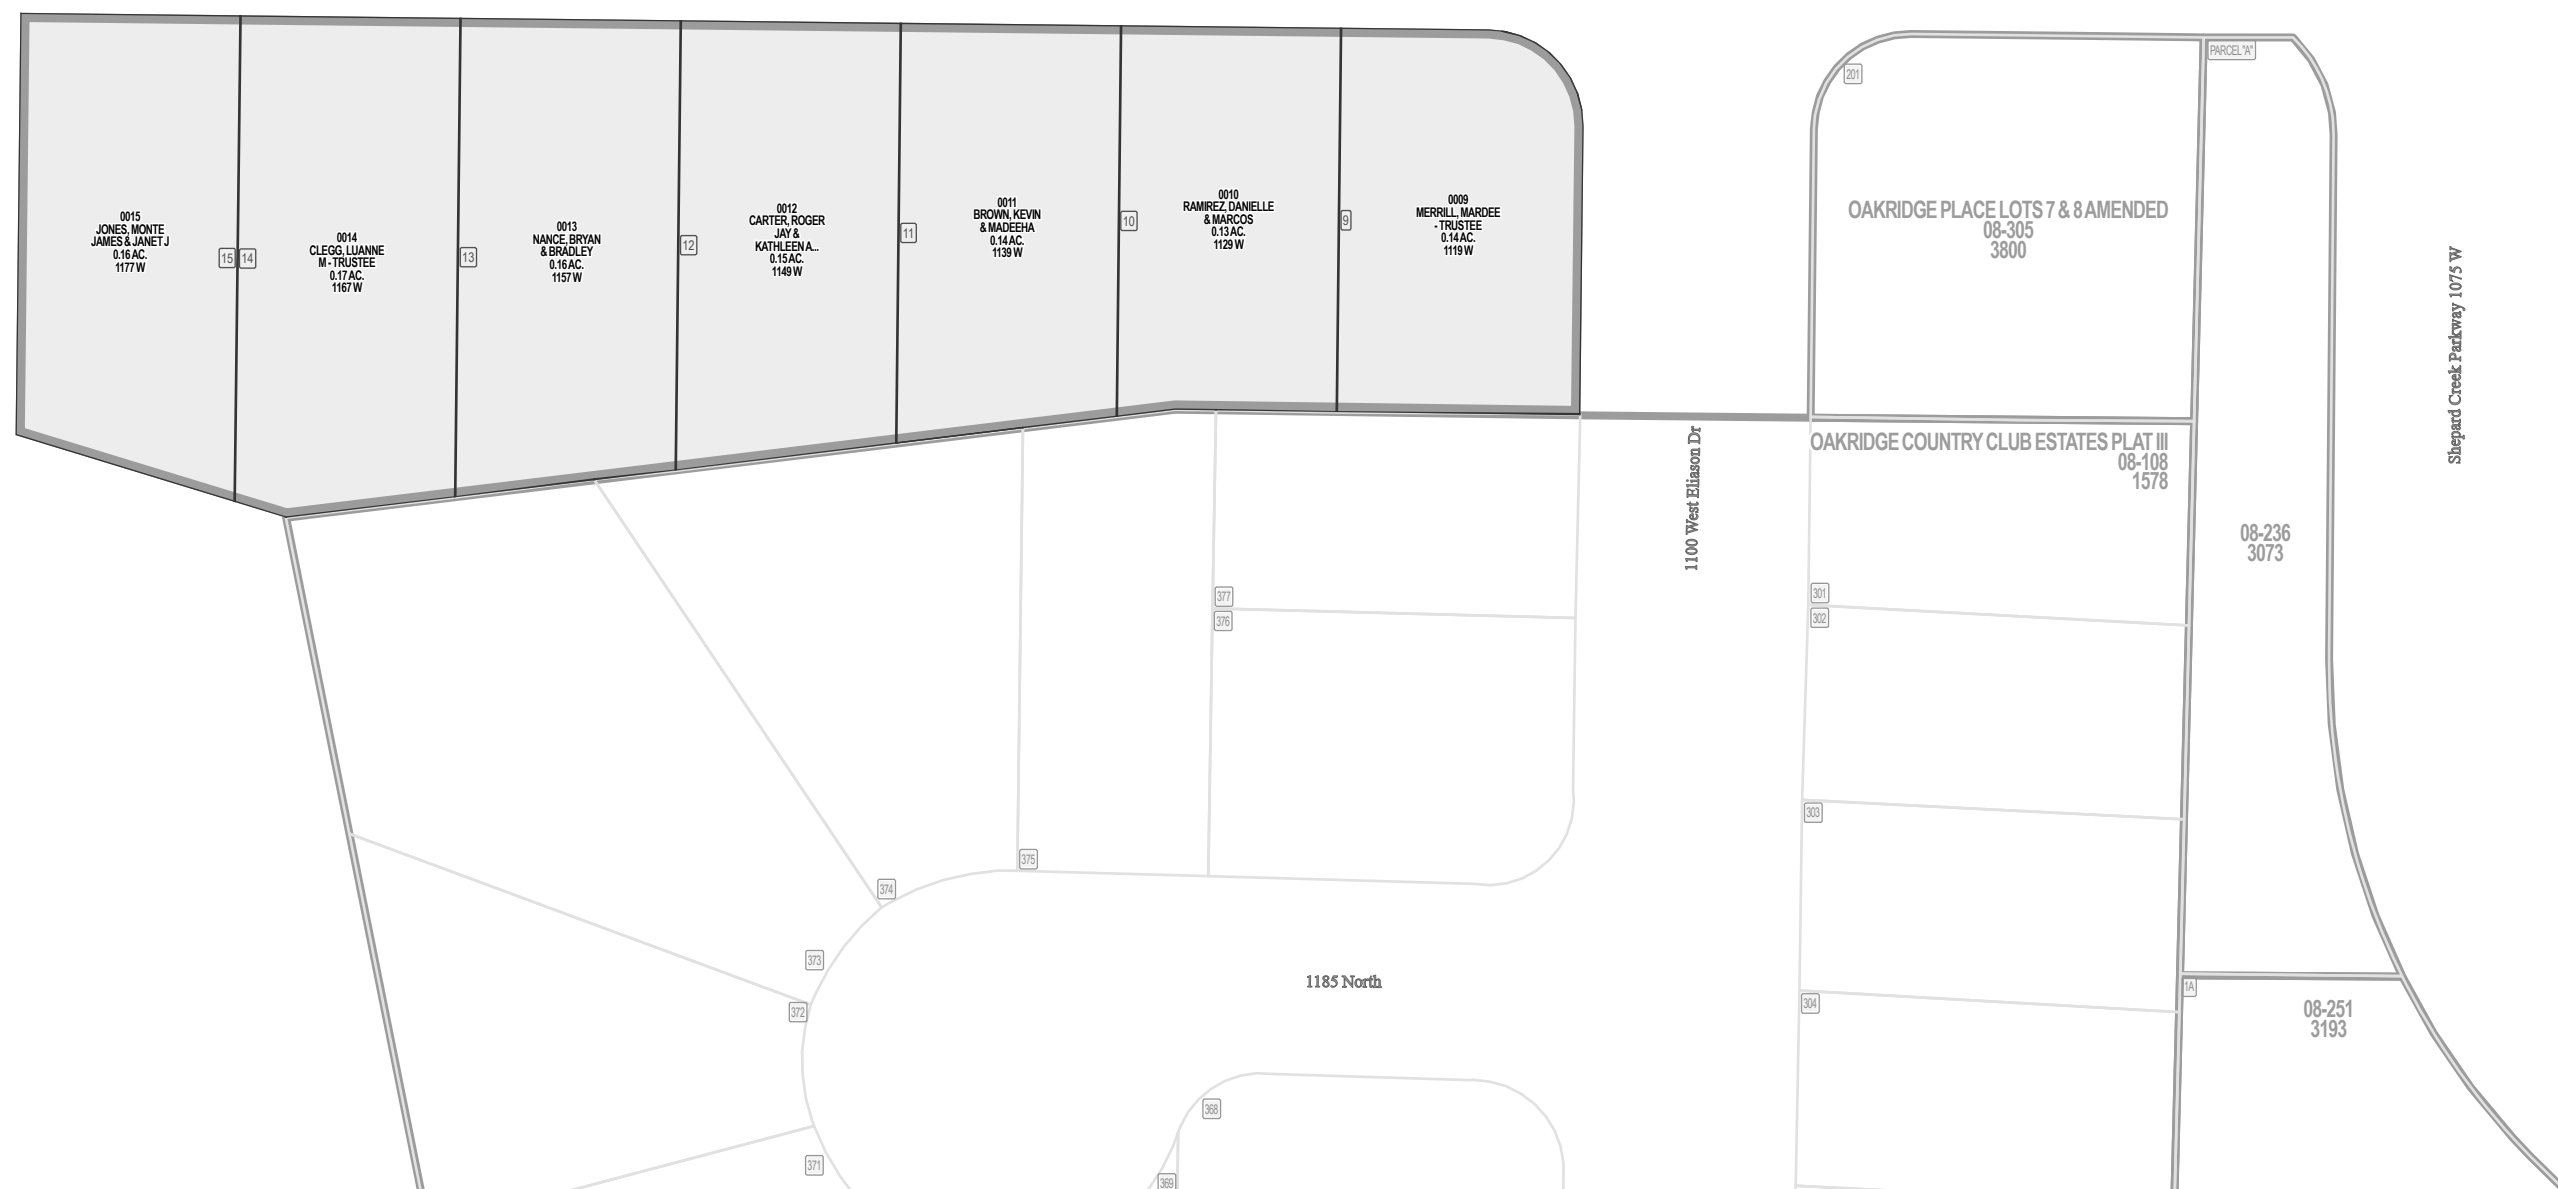 PARCEL "A"
201
0015
JONES, MONTE
JAMES & JANET J
0.16 AC.
1177 W
15
14
0014
CLEGG, LUANNE
M - TRUSTEE
0.17 AC.
1167 W
13
0013
NANCE, BRYAN
& BRADLEY
0.16 AC.
1157 W
12
0012
CARTER, ROGER
JAY &
KATHLEEN A...
0.15 AC.
1149 W
11
0011
BROWN, KEVIN
& MADEEHA
0.14 AC.
1139 W
10
0010
RAMIREZ, DANIELLE
& MARCOS
0.13 AC.
1129 W
9
0009
MERRILL, MARDEE
- TRUSTEE
0.14 AC.
1119 W
OAKRIDGE PLACE LOTS 7 & 8 AMENDED
08-305
3800
Shepard Creek Parkway 1075 W
OAKRIDGE COUNTRY CLUB ESTATES PLAT III
08-108
1578
1100 West Eliason Dr
08-236
3073
377
376
301
302
303
375
374
373
372
1185 North
304
1A
08-251
3193
368
371
369